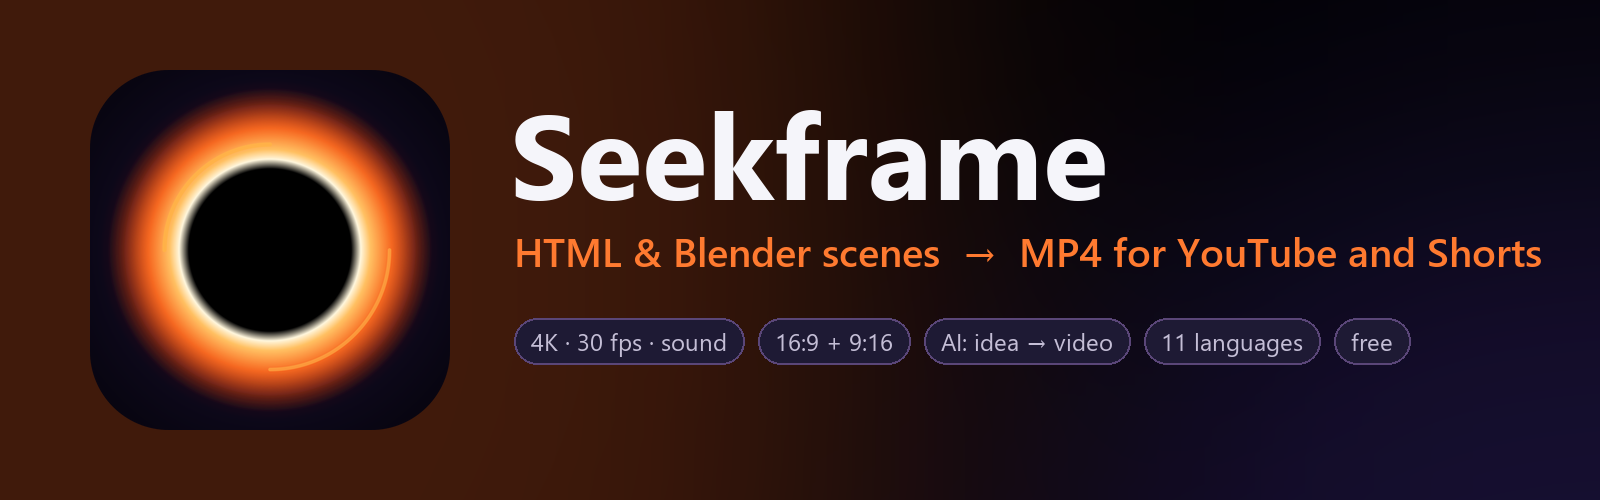 Seekframe
HTML & Blender scenes → MP4 for YouTube and Shorts
4K · 30 fps · sound 16:9 + 9:16 AI: idea → video 11 languages free